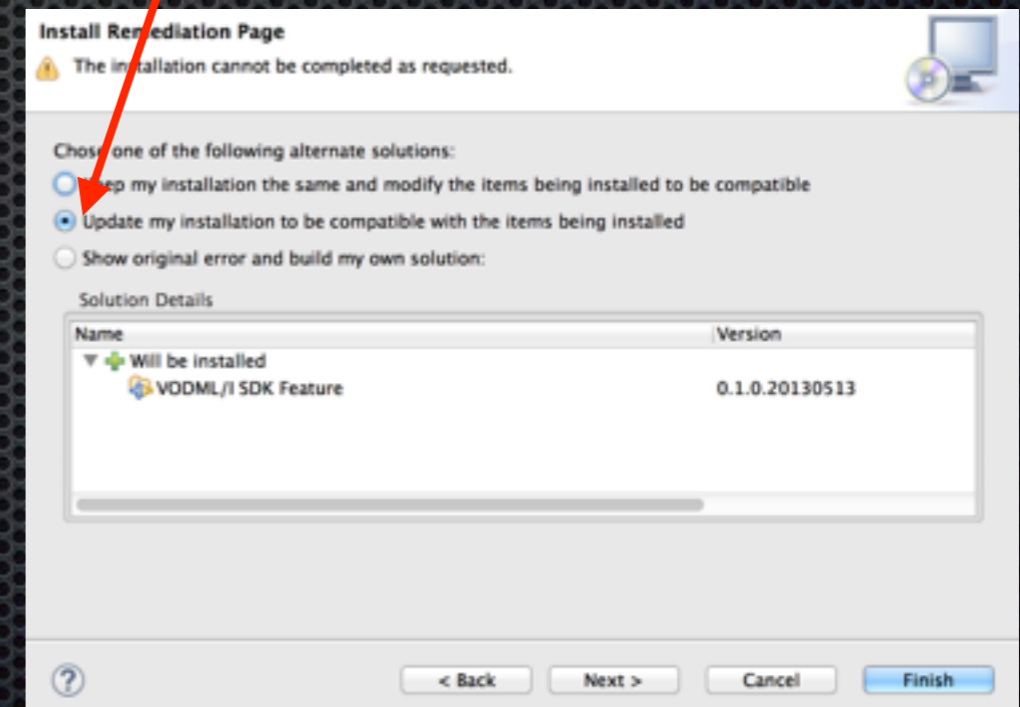 Install Remediation Page
The installation cannot be completed as requested.
Chose one of the following alternate solutions:
Keep my installation the same and modify the items being installed to be compatible
Update my installation to be compatible with the items being installed
Show original error and build my own solution:
Solution Details
Name Version
Will be installed
VODML/I SDK Feature 0.1.0.20130513
?
< Back Next > Cancel Finish